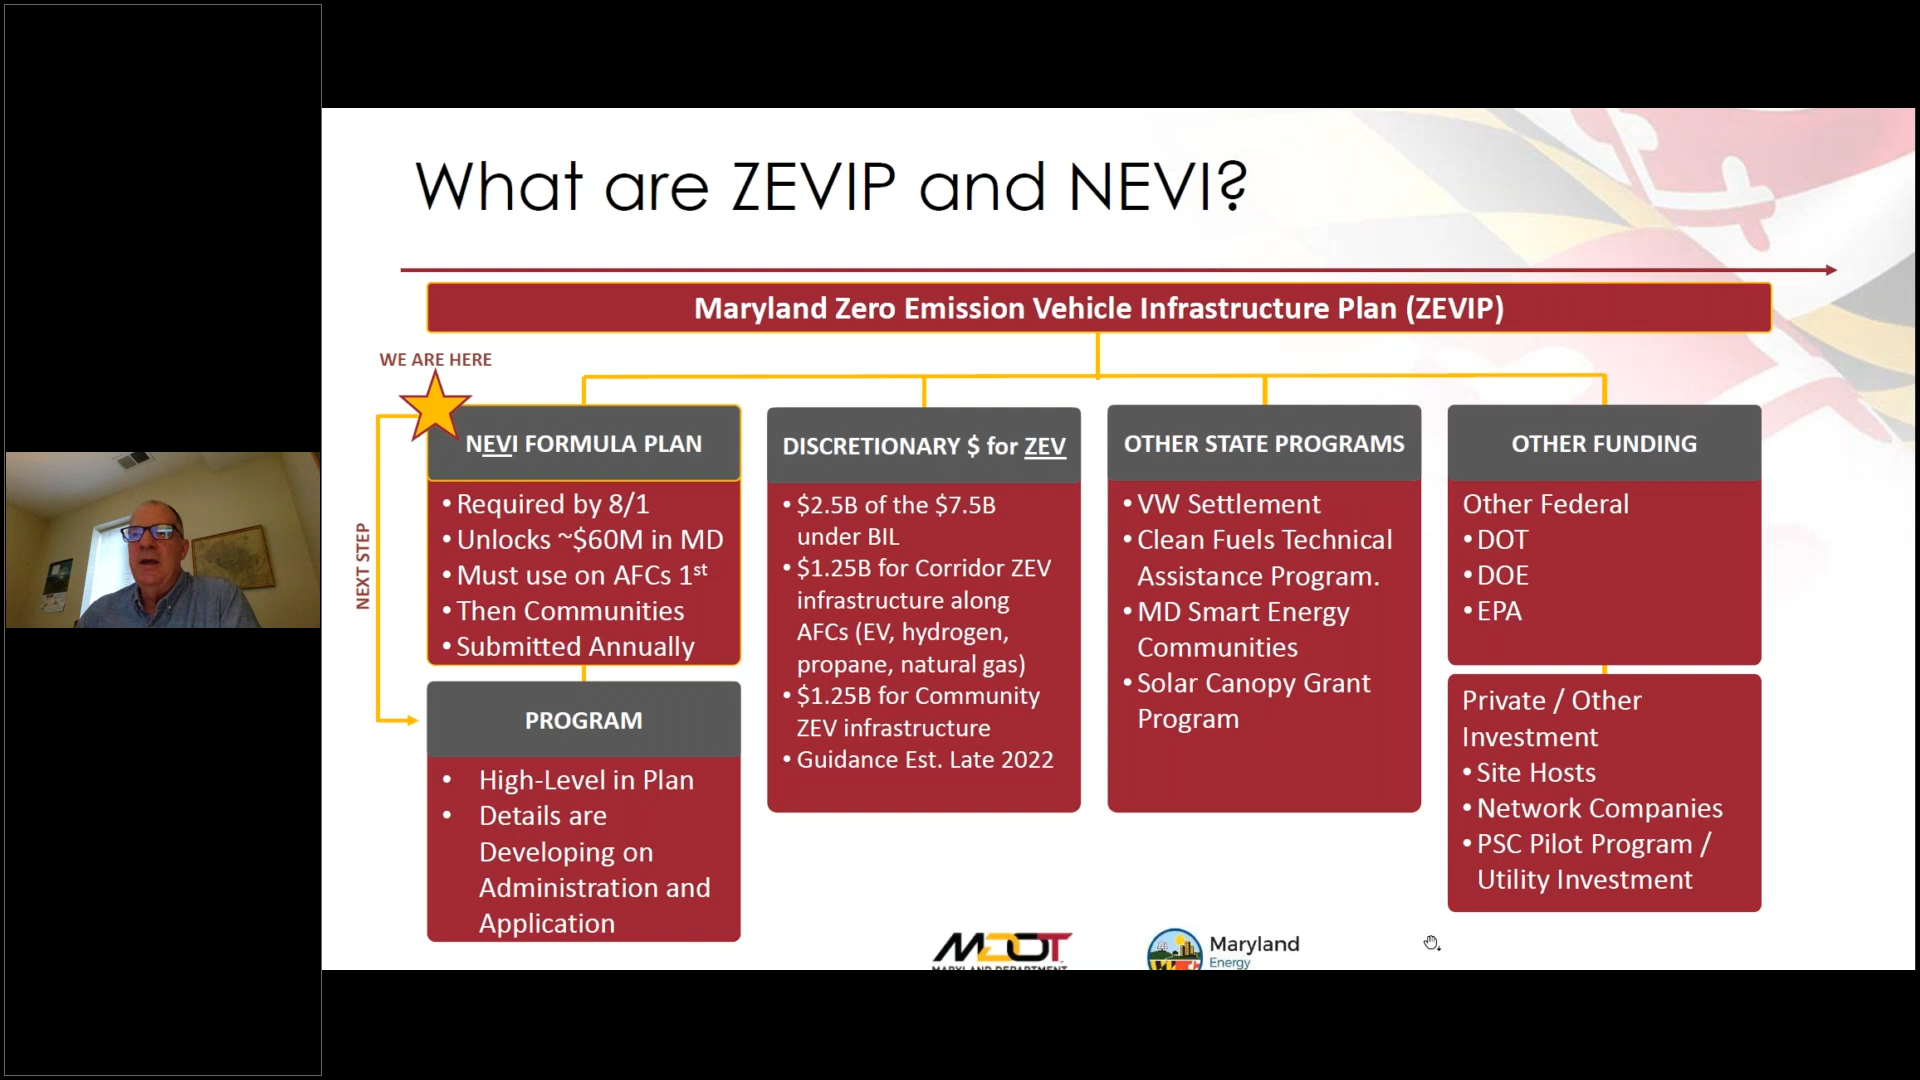 What are ZEVIP and NEVI?
Maryland Zero Emission Vehicle Infrastructure Plan (ZEVIP)
WE ARE HERE
NEXT STEP
NEVI FORMULA PLAN
• Required by 8/1
• Unlocks ~$60M in MD
• Must use on AFCs 1st
• Then Communities
• Submitted Annually
PROGRAM
• High-Level in Plan
• Details are
Developing on
Administration and
Application
DISCRETIONARY $ for ZEV
• $2.5B of the $7.5B
under BIL
• $1.25B for Corridor ZEV
infrastructure along
AFCs (EV, hydrogen,
propane, natural gas)
• $1.25B for Community
ZEV infrastructure
• Guidance Est. Late 2022
OTHER STATE PROGRAMS
• VW Settlement
• Clean Fuels Technical
Assistance Program.
• MD Smart Energy
Communities
• Solar Canopy Grant
Program
OTHER FUNDING
Other Federal
• DOT
• DOE
• EPA
Private / Other
Investment
• Site Hosts
• Network Companies
• PSC Pilot Program /
Utility Investment
MDOT
MARYLAND DEPARTMENT
Maryland
Energy